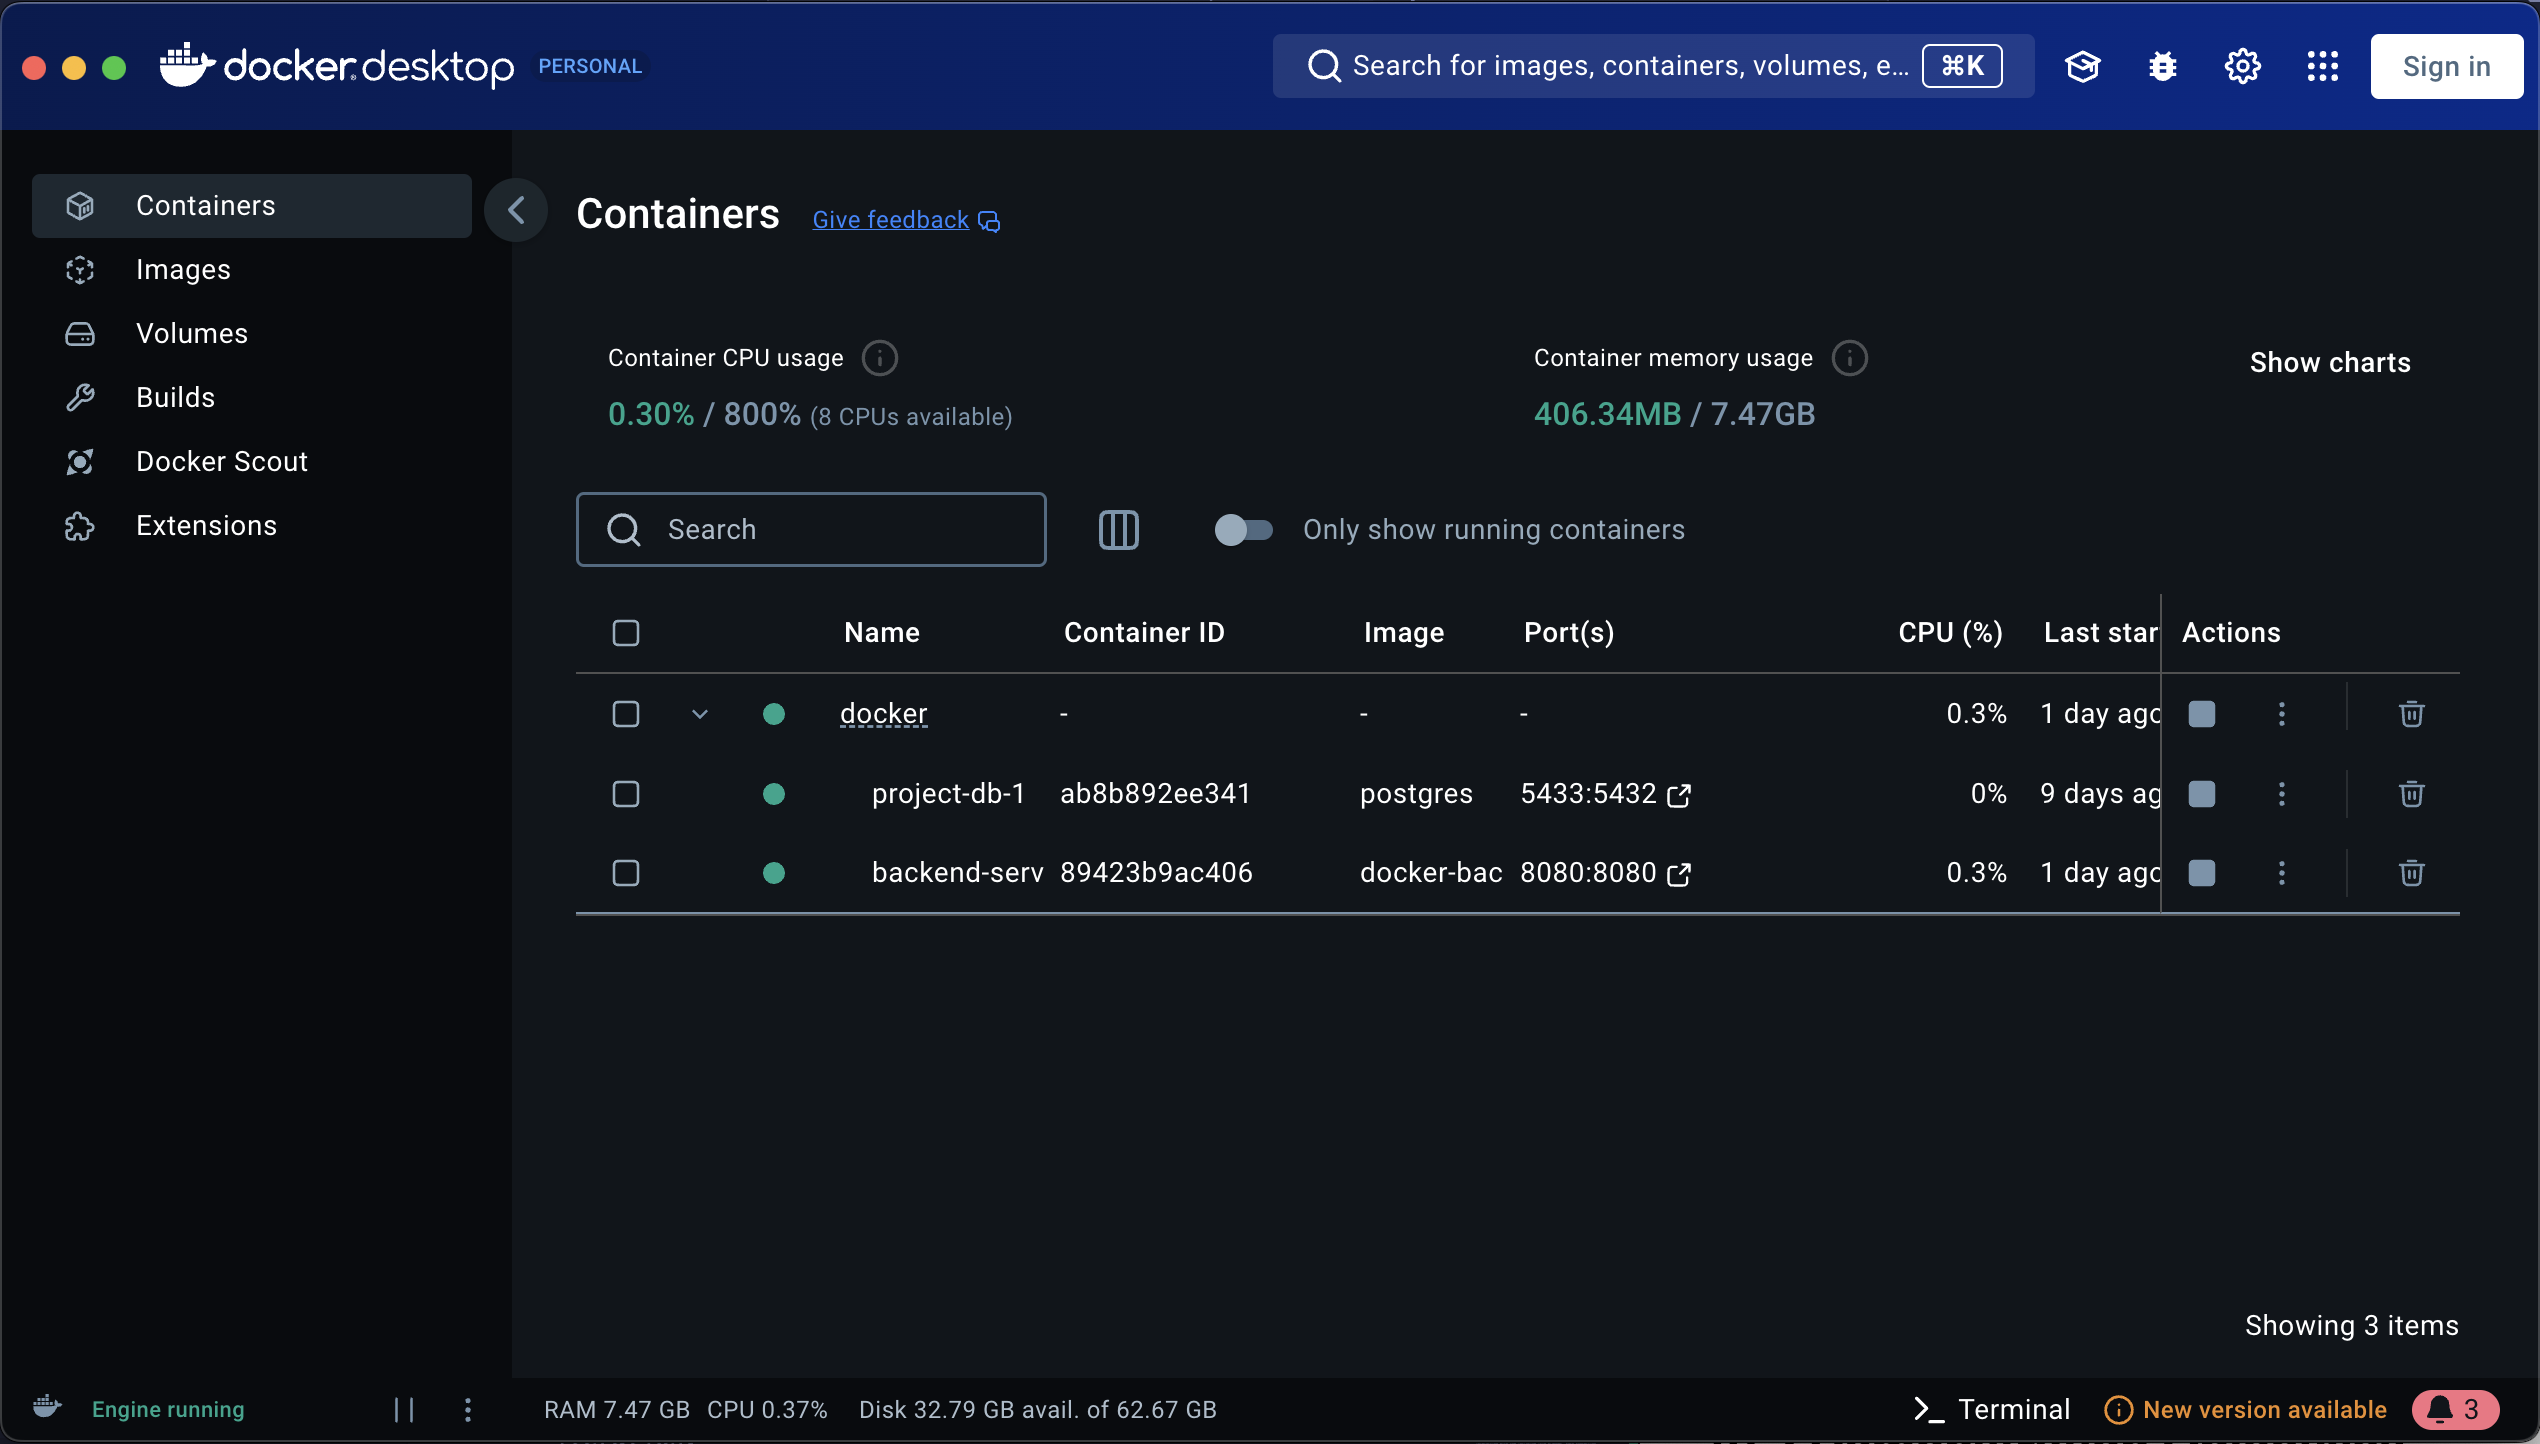 docker desktop PERSONAL
Search for images, containers, volumes, e... ⌘K
Sign in
Containers
Images
Volumes
Builds
Docker Scout
Extensions
Containers Give feedback
Container CPU usage
0.30% / 800% (8 CPUs available)
Container memory usage
406.34MB / 7.47GB
Show charts
Search
Only show running containers
Name Container ID Image Port(s) CPU (%) Last star Actions
docker - - - 0.3% 1 day ago
project-db-1 ab8b892ee341 postgres 5433:5432 0% 9 days ag
backend-serv 89423b9ac406 docker-bac 8080:8080 0.3% 1 day ago
Showing 3 items
Engine running
RAM 7.47 GB CPU 0.37% Disk 32.79 GB avail. of 62.67 GB
Terminal
New version available
3